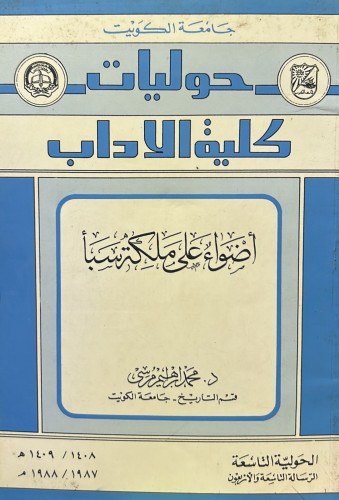 جامعة الكويت
حوليات
كلية الآداب
أضواء على ملكة سبأ
د. محمد إبراهيم مرسي
قسم التاريخ - جامعة الكويت
الحولية التاسعة
الرسالة التاسعة والأربعون
١٤٠٨ / ١٤٠٩ هـ
١٩٨٧ / ١٩٨٨ م